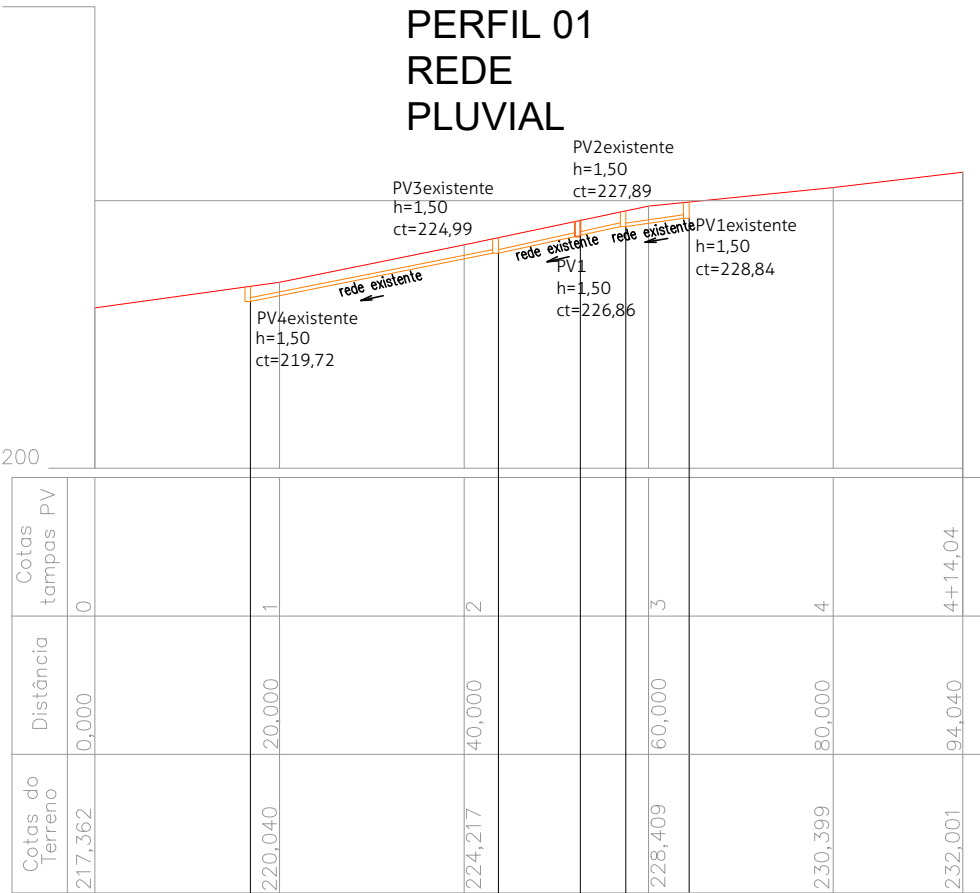 PERFIL 01
REDE
PLUVIAL
PV2existente
h=1,50
ct=227,89
PV3existente
h=1,50
ct=224,99
PV1existente
h=1,50
ct=228,84
rede existente
rede existente
rede existente
PV1
h=1,50
ct=226,86
PV4existente
h=1,50
ct=219,72
200
Cotas
tampas PV
0
1
2
3
4
4+14,04
Distância
0,000
20,000
40,000
60,000
80,000
94,040
Cotas do
Terreno
217,362
220,040
224,217
228,409
230,399
232,001